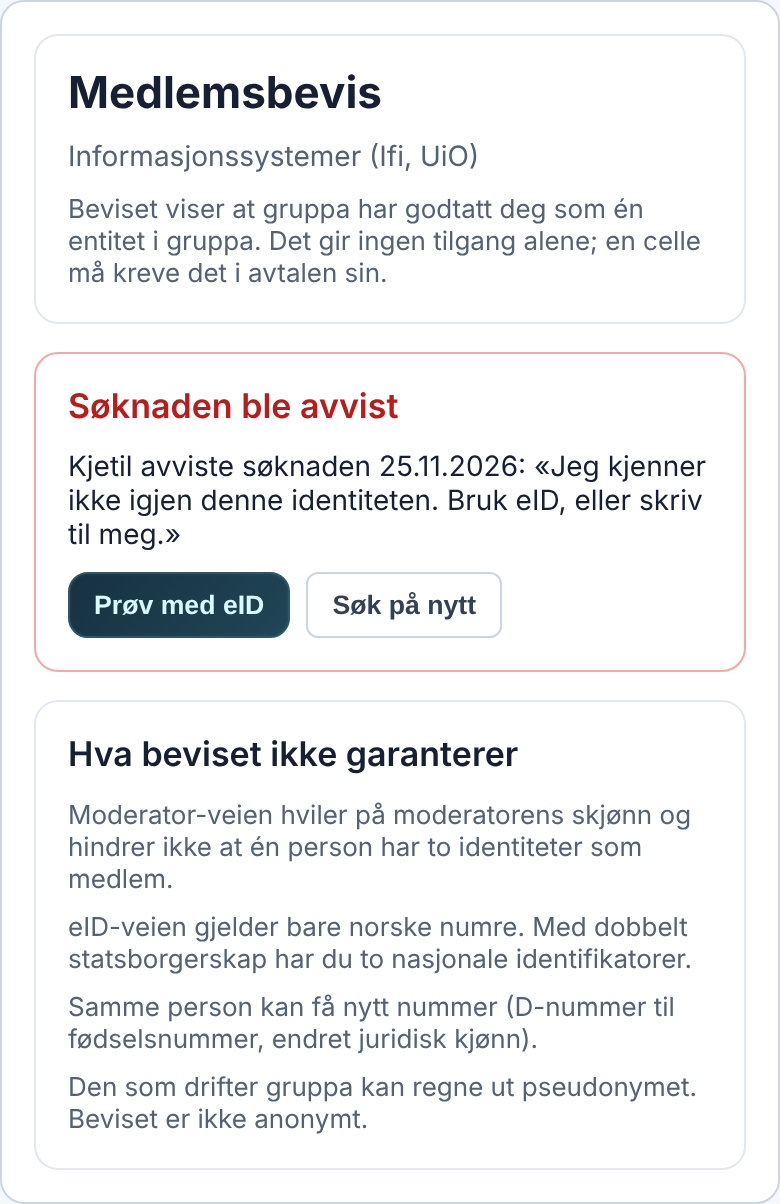 Medlemsbevis
Informasjonssystemer (Ifi, UiO)
Beviset viser at gruppa har godtatt deg som én
entitet i gruppa. Det gir ingen tilgang alene; en celle
må kreve det i avtalen sin.
Søknaden ble avvist
Kjetil avviste søknaden 25.11.2026: «Jeg kjenner
ikke igjen denne identiteten. Bruk eID, eller skriv
til meg.»
Prøv med eID
Søk på nytt
Hva beviset ikke garanterer
Moderator-veien hviler på moderatorens skjønn og
hindrer ikke at én person har to identiteter som
medlem.
eID-veien gjelder bare norske numre. Med dobbelt
statsborgerskap har du to nasjonale identifikatorer.
Samme person kan få nytt nummer (D-nummer til
fødselsnummer, endret juridisk kjønn).
Den som drifter gruppa kan regne ut pseudonymet.
Beviset er ikke anonymt.